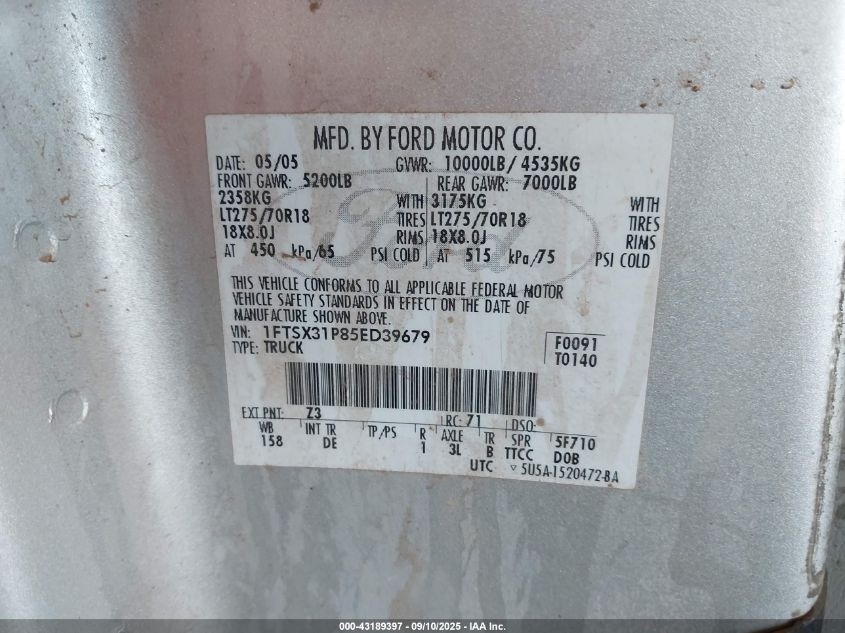 MFD. BY FORD MOTOR CO.
DATE: 05/05 GVWR: 10000LB / 4535KG
FRONT GAWR: 5200LB REAR GAWR: 7000LB
2358KG WITH 3175KG WITH
LT275/70R18 TIRES LT275/70R18 TIRES
18X8.0J RIMS 18X8.0J RIMS
AT 450 kPa/65 PSI COLD AT 515 kPa/75 PSI COLD
Ford
THIS VEHICLE CONFORMS TO ALL APPLICABLE FEDERAL MOTOR
VEHICLE SAFETY STANDARDS IN EFFECT ON THE DATE OF
MANUFACTURE SHOWN ABOVE.
VIN: 1FTSX31P85ED39679 F0091
TYPE: TRUCK T0140
EXT PNT: Z3 RC: 71 DSO:
WB INT TR TP/PS R AXLE TR SPR 5F710
158 DE 1 3L B TTCC DOB
UTC ▽ 5U5A-1520472-BA
000-43189397 - 09/10/2025 - IAA Inc.